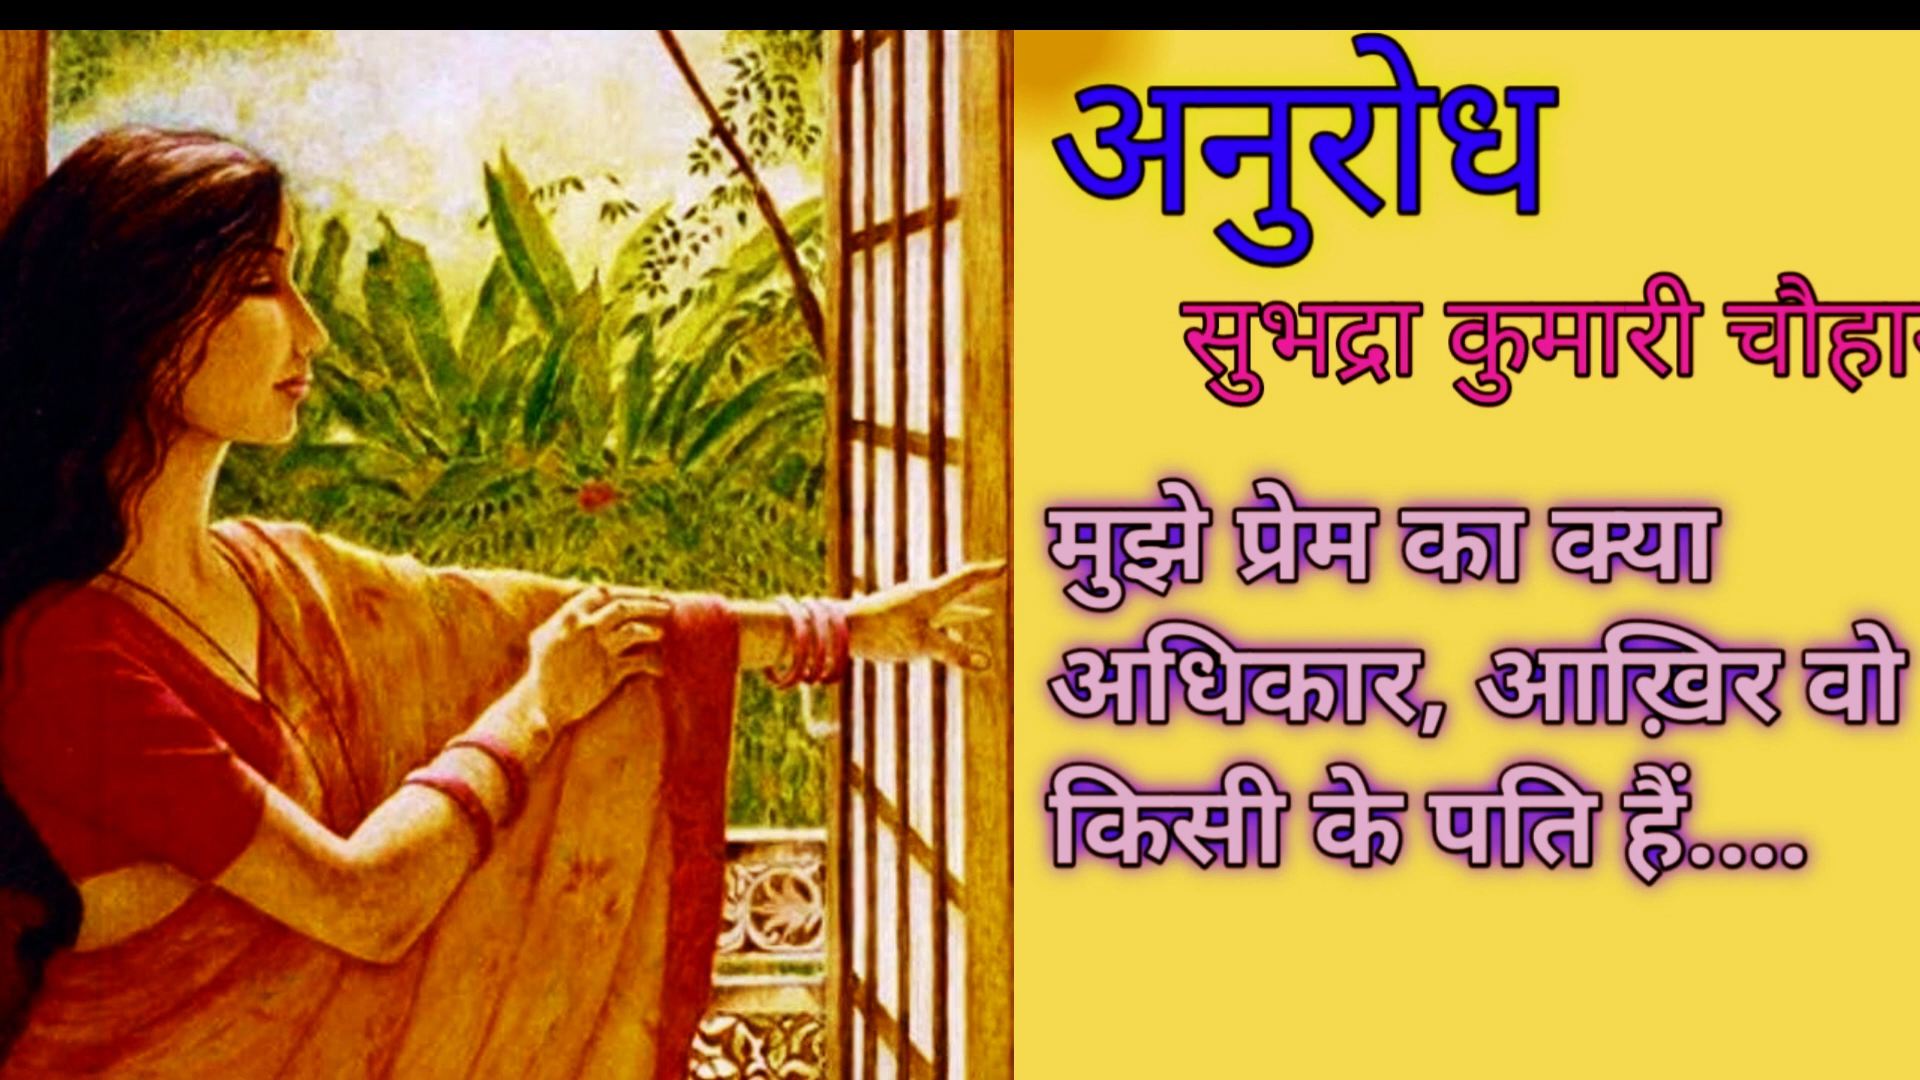 अनुरोध
सुभद्रा कुमारी
मुझे प्रेम का क्या
अधिकार, आख़िर वो
किसी के पति हैं....